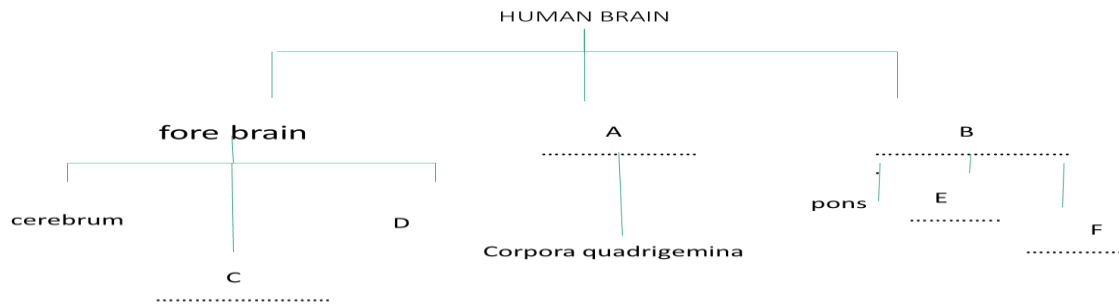 HUMAN BRAIN
fore brain
A
B
cerebrum
D
pons
E
F
Corpora quadrigemina
C